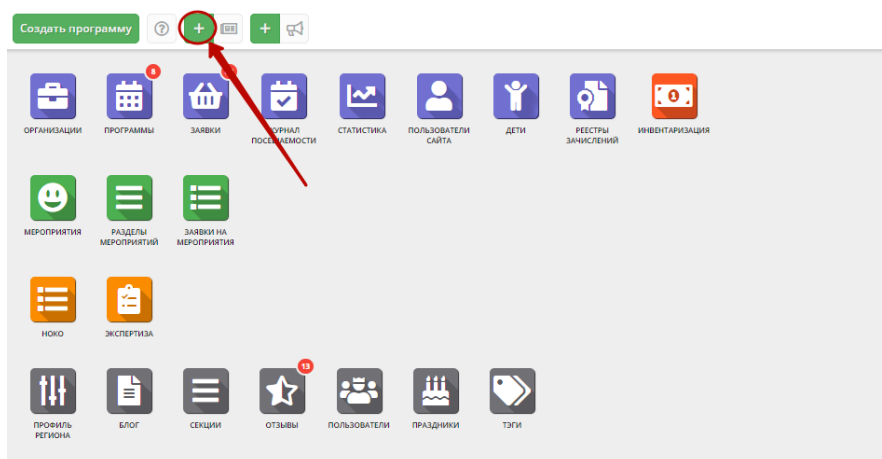 Создать программу
8
ОРГАНИЗАЦИИ
ПРОГРАММЫ
ЗАЯВКИ
ЖУРНАЛ
ПОСЕЩАЕМОСТИ
СТАТИСТИКА
ПОЛЬЗОВАТЕЛИ
САЙТА
ДЕТИ
РЕЕСТРЫ
ЗАЧИСЛЕНИЙ
ИНВЕНТАРИЗАЦИЯ
МЕРОПРИЯТИЯ
РАЗДЕЛЫ
МЕРОПРИЯТИЙ
ЗАЯВКИ НА
МЕРОПРИЯТИЯ
НОКО
ЭКСПЕРТИЗА
13
ПРОФИЛЬ
РЕГИОНА
БЛОГ
СЕКЦИИ
ОТЗЫВЫ
ПОЛЬЗОВАТЕЛИ
ПРАЗДНИКИ
ТЭГИ